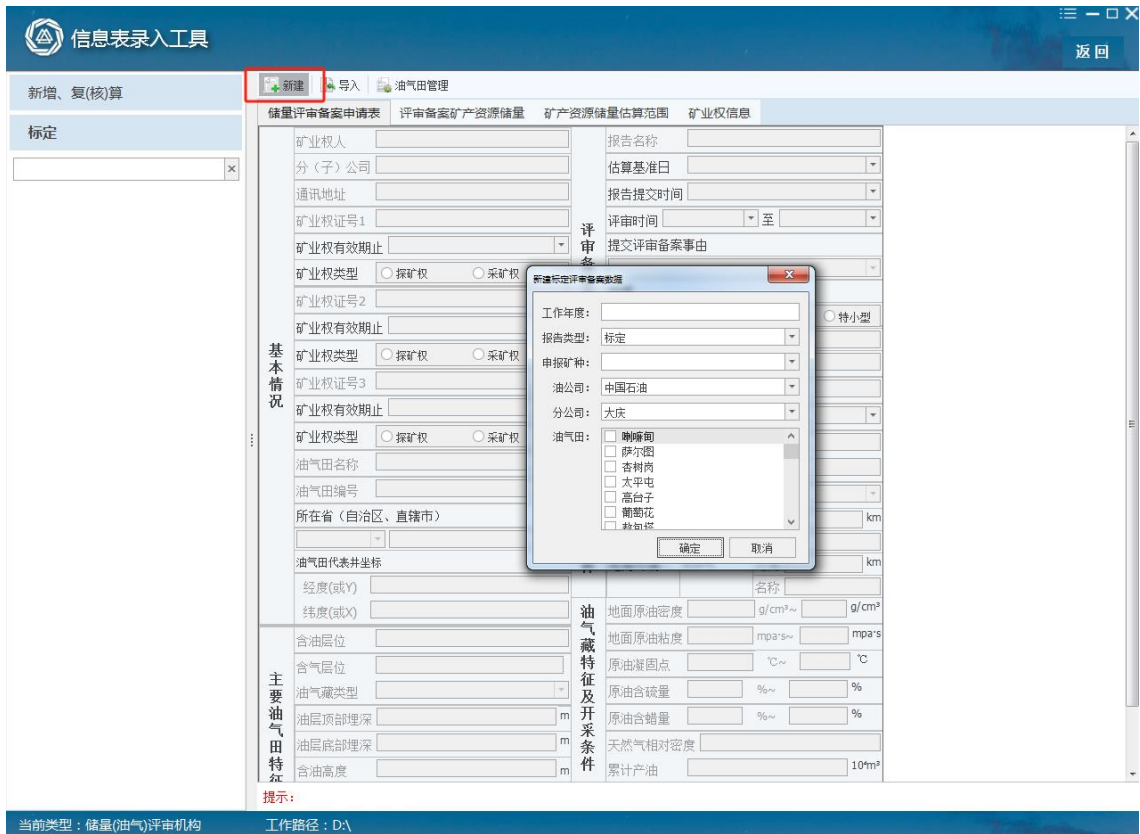 信息表录入工具
返回
新增、复(核)算
标定
新建 导入 油气田管理
储量评审备案申请表 评审备案矿产资源储量 矿产资源储量估算范围 矿业权信息
基本情况
矿业权人
分（子）公司
通讯地址
矿业权证号1
矿业权有效期止
矿业权类型 探矿权 采矿权
矿业权证号2
矿业权有效期止
矿业权类型 探矿权 采矿权
矿业权证号3
矿业权有效期止
矿业权类型 探矿权 采矿权
油气田名称
油气田编号
所在省（自治区、直辖市）
油气田代表井坐标
经度(或Y)
纬度(或X)
主要油气田特征
含油层位
含气层位
油气藏类型
油层顶部埋深 m
油层底部埋深 m
含油高度 m
评审备
报告名称
估算基准日
报告提交时间
评审时间 至
提交评审备案事由
特小型
km
km
名称
新建标定评审备案数据
工作年度：
报告类型： 标定
申报矿种：
油公司： 中国石油
分公司： 大庆
油气田： 喇嘛甸
萨尔图
杏树岗
太平屯
高台子
葡萄花
敖包塔
确定 取消
油气藏特征及开采条件
地面原油密度 g/cm³~ g/cm³
地面原油粘度 mpa·s~ mpa·s
原油凝固点 ℃~ ℃
原油含硫量 %~ %
原油含蜡量 %~ %
天然气相对密度
累计产油 10⁴m³
提示：
当前类型：储量(油气)评审机构 工作路径：D:\